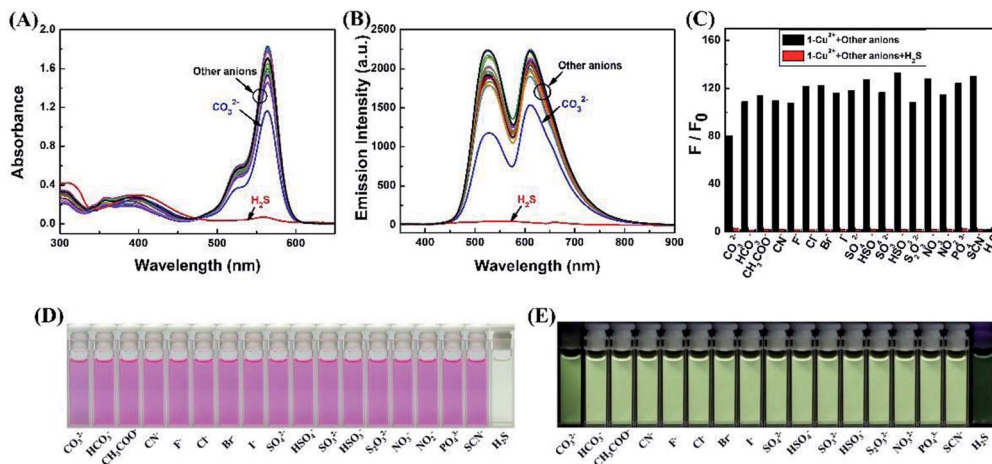 (A)
2.0
1.6
1.2
0.8
0.4
0.0
Absorbance
Other anions
CO₃²⁻
H₂S
300 400 500 600
Wavelength (nm)
(B)
2500
2000
1500
1000
500
0
Emission Intensity (a.u.)
Other anions
CO₃²⁻
H₂S
400 500 600 700 800 900
Wavelength (nm)
(C)
160
120
80
40
0
F / F₀
1-Cu²⁺+Other anions
1-Cu²⁺+Other anions+H₂S
CO₃²⁻ HCO₃⁻ CH₃COO⁻ CN⁻ F⁻ Cl⁻ Br⁻ I⁻ SO₄²⁻ HSO₄⁻ SO₃²⁻ HSO₃⁻ S₂O₃²⁻ NO₃⁻ NO₂⁻ PO₄³⁻ SCN⁻
(D)
CO₃²⁻ HCO₃⁻ CH₃COO⁻ CN⁻ F⁻ Cl⁻ Br⁻ I⁻ SO₄²⁻ HSO₄⁻ SO₃²⁻ HSO₃⁻ S₂O₃²⁻ NO₃⁻ NO₂⁻ PO₄³⁻ SCN⁻ H₂S
(E)
CO₃²⁻ HCO₃⁻ CH₃COO⁻ CN⁻ F⁻ Cl⁻ Br⁻ I⁻ SO₄²⁻ HSO₄⁻ SO₃²⁻ HSO₃⁻ S₂O₃²⁻ NO₂⁻ PO₄³⁻ SCN⁻ H₂S